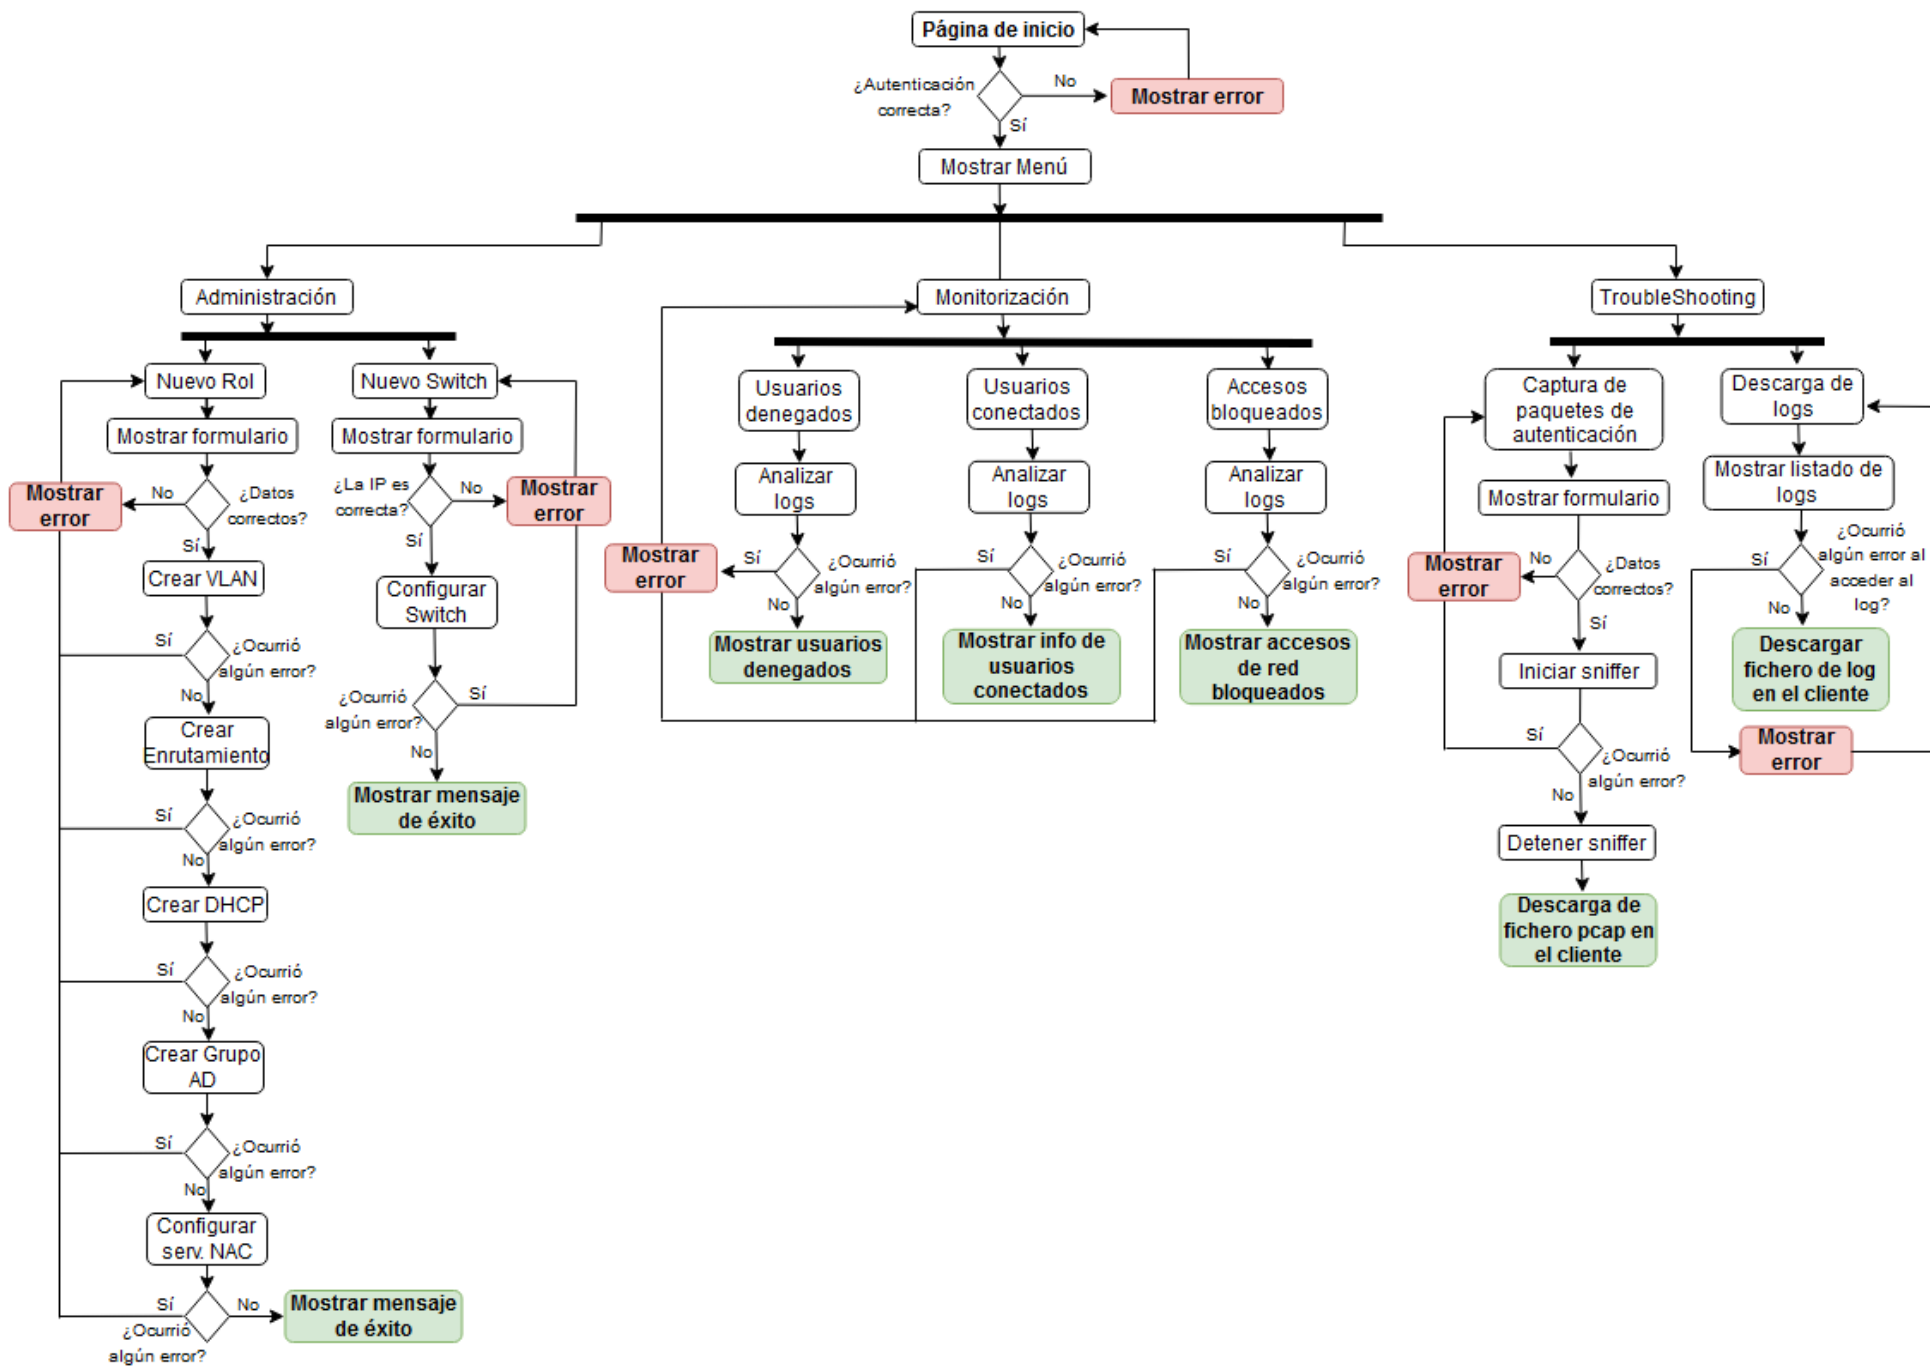 Página de inicio
¿Autenticación
correcta?
No
Mostrar error
Sí
Mostrar Menú
Administración
Monitorización
TroubleShooting
Nuevo Rol
Mostrar formulario
Mostrar
error
No
¿Datos
correctos?
Sí
Crear VLAN
Sí
¿Ocurrió
algún error?
No
Crear
Enrutamiento
Sí
¿Ocurrió
algún error?
No
Crear DHCP
Sí
¿Ocurrió
algún error?
No
Crear Grupo
AD
Sí
¿Ocurrió
algún error?
No
Configurar
serv. NAC
Sí
No
¿Ocurrió
algún error?
Mostrar mensaje
de éxito
Nuevo Switch
Mostrar formulario
¿La IP es
correcta?
No
Mostrar
error
Sí
Configurar
Switch
¿Ocurrió
algún error?
Sí
No
Mostrar mensaje
de éxito
Usuarios
denegados
Analizar
logs
Mostrar
error
Sí
¿Ocurrió
algún error?
No
Mostrar usuarios
denegados
Usuarios
conectados
Analizar
logs
Sí
¿Ocurrió
algún error?
No
Mostrar info de
usuarios
conectados
Accesos
bloqueados
Analizar
logs
Sí
¿Ocurrió
algún error?
No
Mostrar accesos
de red
bloqueados
Captura de
paquetes de
autenticación
Mostrar formulario
Mostrar
error
No
¿Datos
correctos?
Sí
Iniciar sniffer
Sí
¿Ocurrió
algún error?
No
Detener sniffer
Descarga de
fichero pcap en
el cliente
Descarga de
logs
Mostrar listado de
logs
¿Ocurrió
algún error al
acceder al
log?
Sí
No
Descargar
fichero de log
en el cliente
Mostrar
error